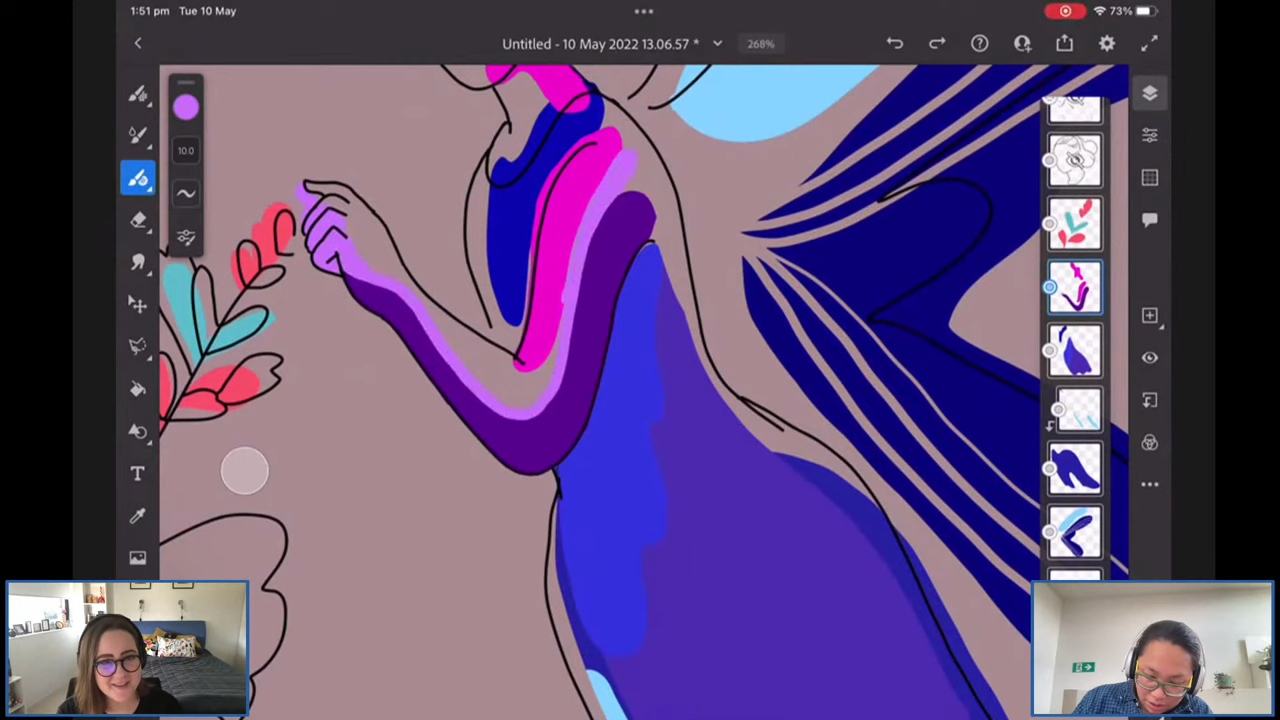 1:51 pm Tue 10 May
73%
Untitled - 10 May 2022 13.06.57 *
268%
10.0
T